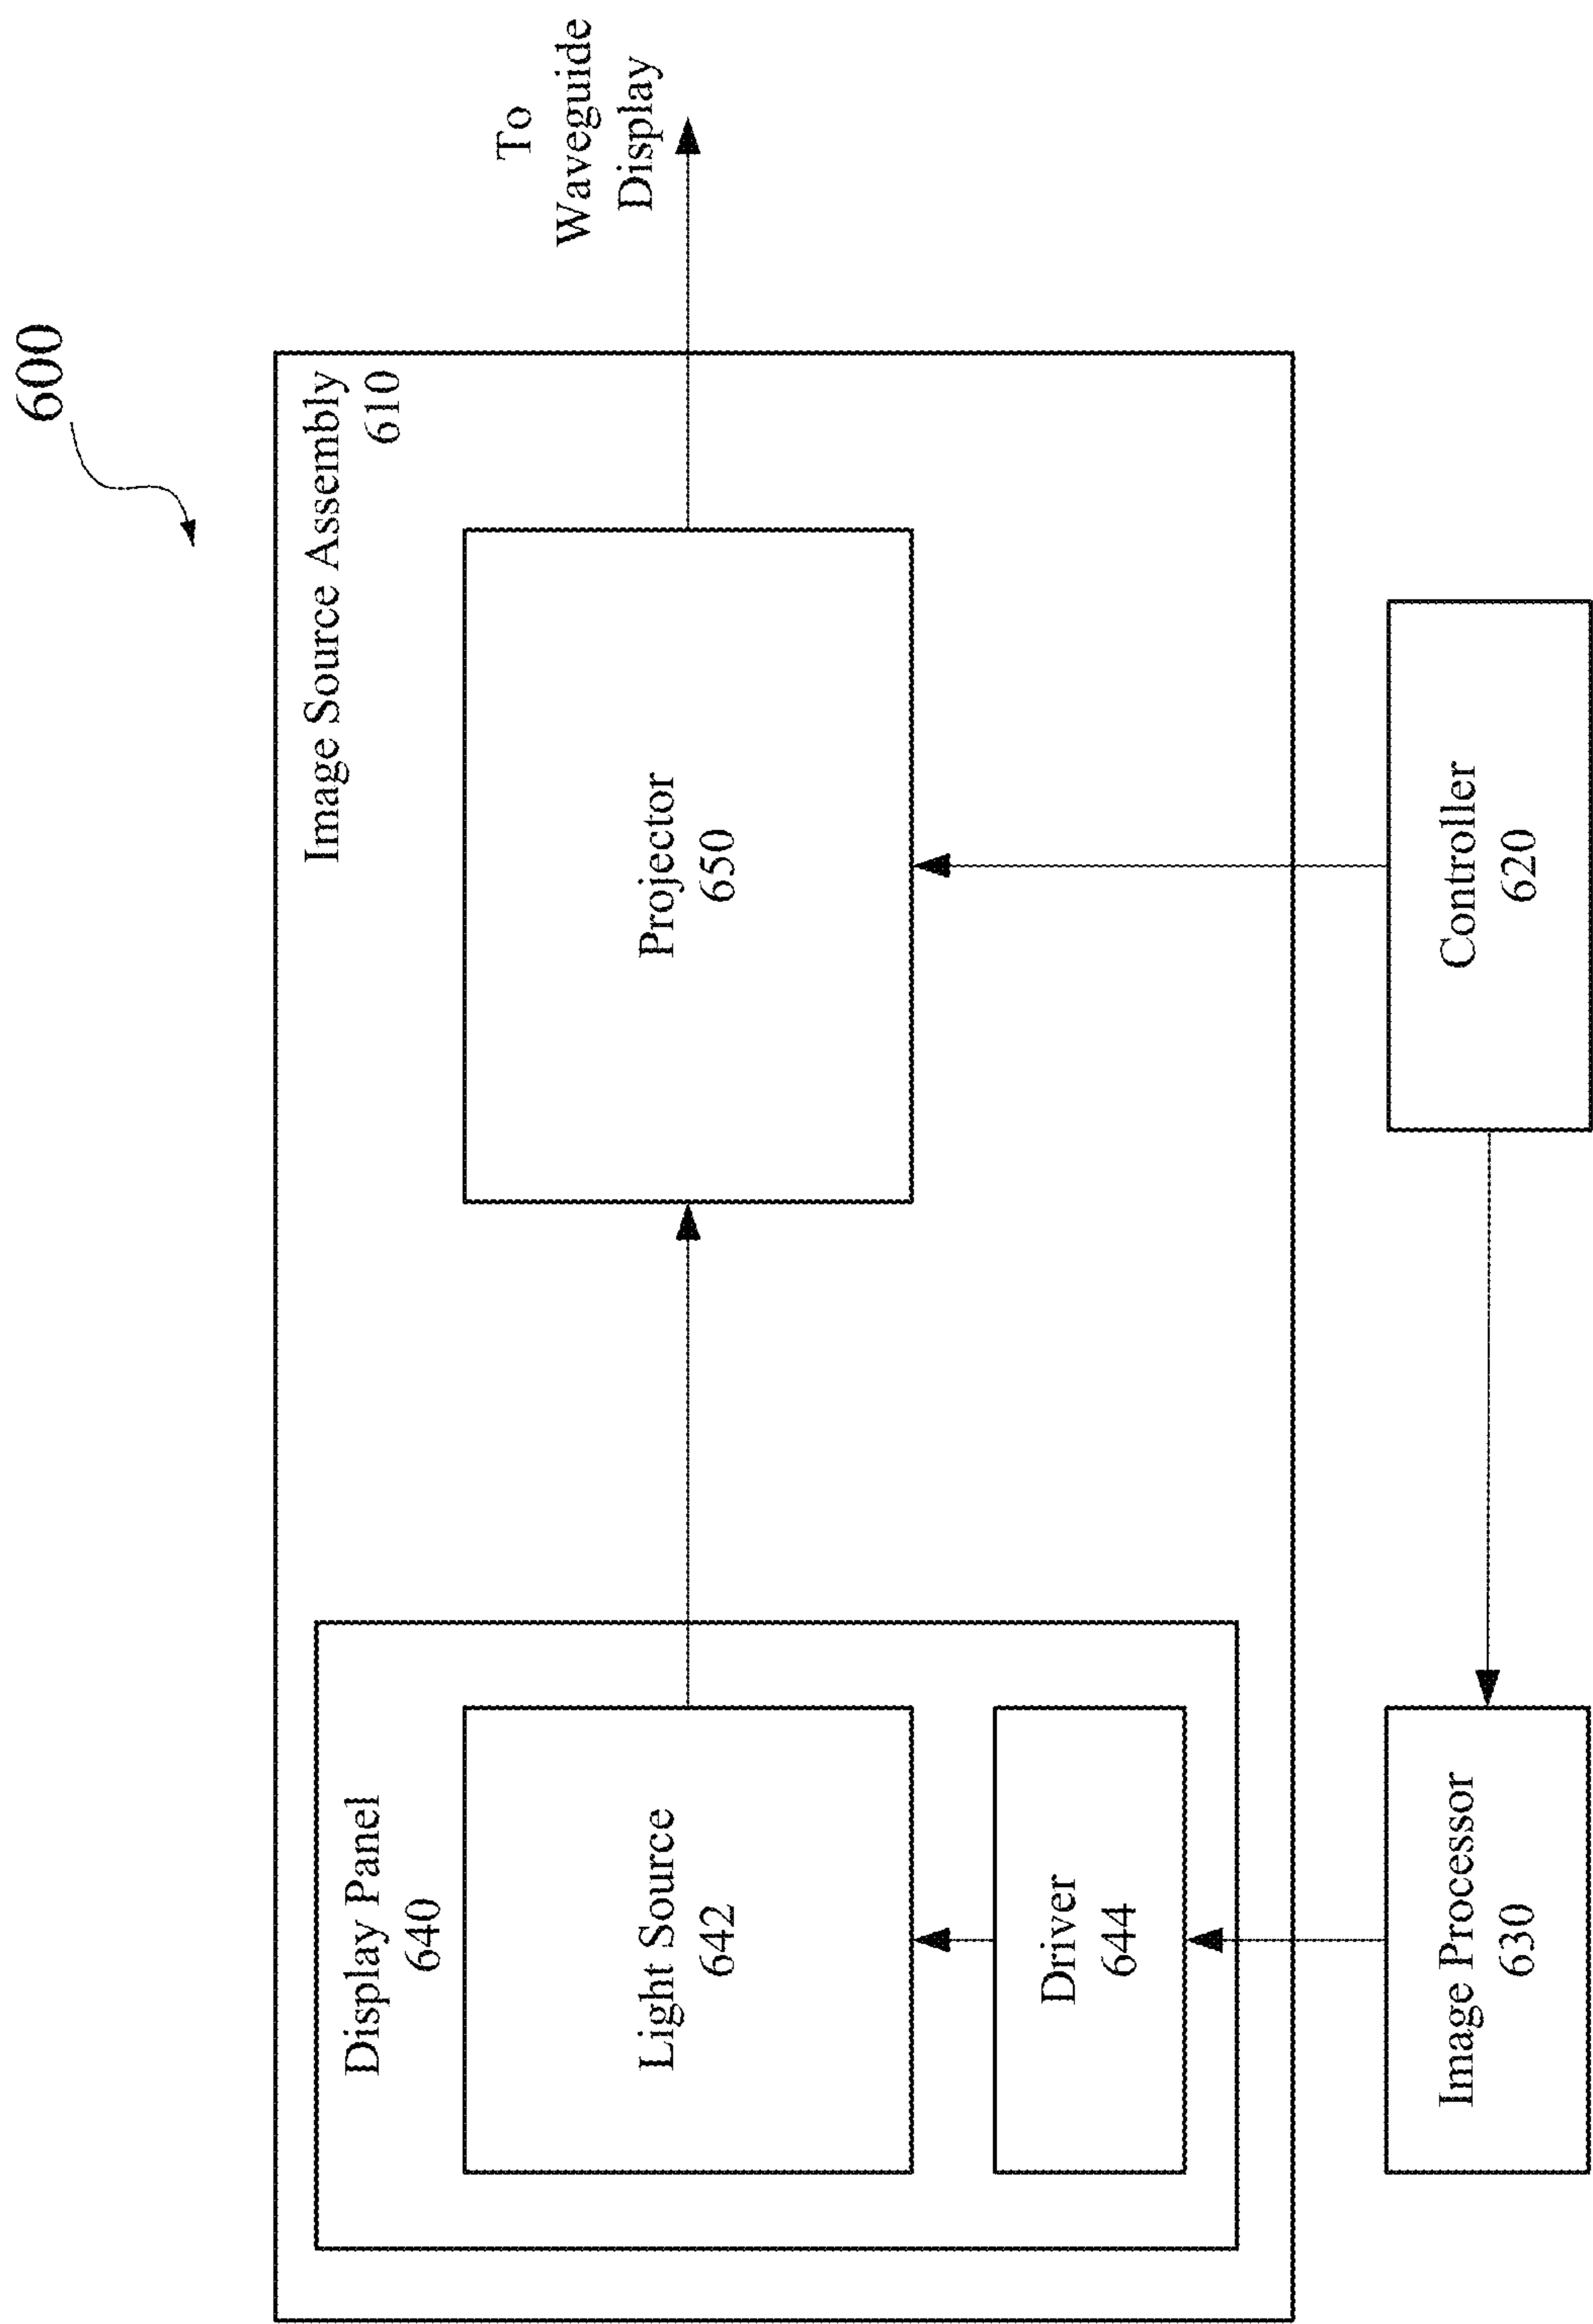 600
Image Source Assembly
610
Display Panel
640
Light Source
642
Driver
644
Projector
650
To
Waveguide
Display
Image Processor
630
Controller
620